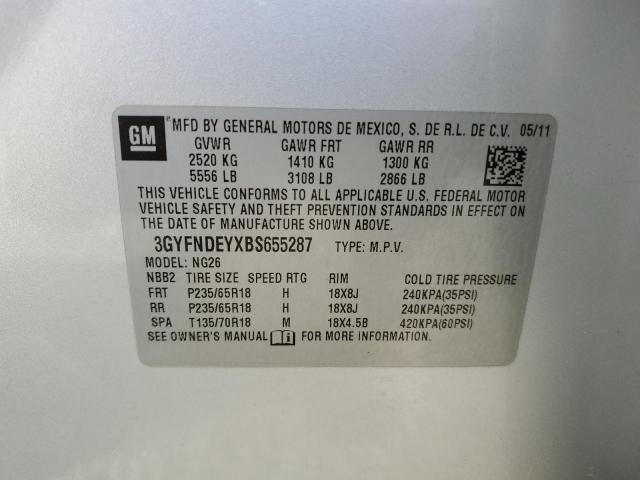 GM
MFD BY GENERAL MOTORS DE MEXICO, S. DE R.L. DE C.V. 05/11
GVWR GAWR FRT GAWR RR
2520 KG 1410 KG 1300 KG
5556 LB 3108 LB 2866 LB
THIS VEHICLE CONFORMS TO ALL APPLICABLE U.S. FEDERAL MOTOR
VEHICLE SAFETY AND THEFT PREVENTION STANDARDS IN EFFECT ON
THE DATE OF MANUFACTURE SHOWN ABOVE.
3GYFNDEYXBS655287 TYPE: M.P.V.
MODEL: NG26
NBB2 TIRE SIZE SPEED RTG RIM COLD TIRE PRESSURE
FRT P235/65R18 H 18X8J 240KPA(35PSI)
RR P235/65R18 H 18X8J 240KPA(35PSI)
SPA T135/70R18 M 18X4.5B 420KPA(60PSI)
SEE OWNER'S MANUAL FOR MORE INFORMATION.